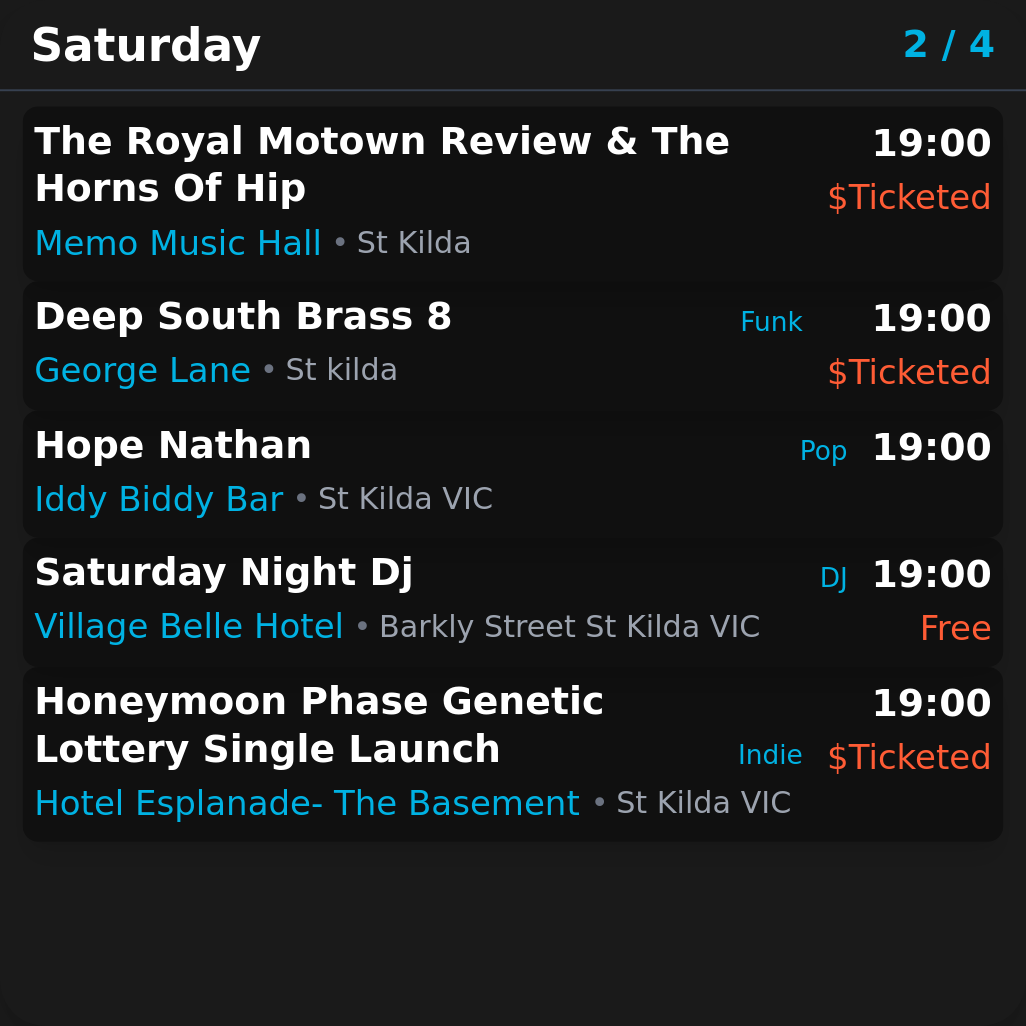 Saturday 2 / 4
The Royal Motown Review & The 19:00
Horns Of Hip $Ticketed
Memo Music Hall • St Kilda
Deep South Brass 8 Funk 19:00
George Lane • St kilda $Ticketed
Hope Nathan Pop 19:00
Iddy Biddy Bar • St Kilda VIC
Saturday Night Dj DJ 19:00
Village Belle Hotel • Barkly Street St Kilda VIC Free
Honeymoon Phase Genetic 19:00
Lottery Single Launch Indie $Ticketed
Hotel Esplanade- The Basement • St Kilda VIC